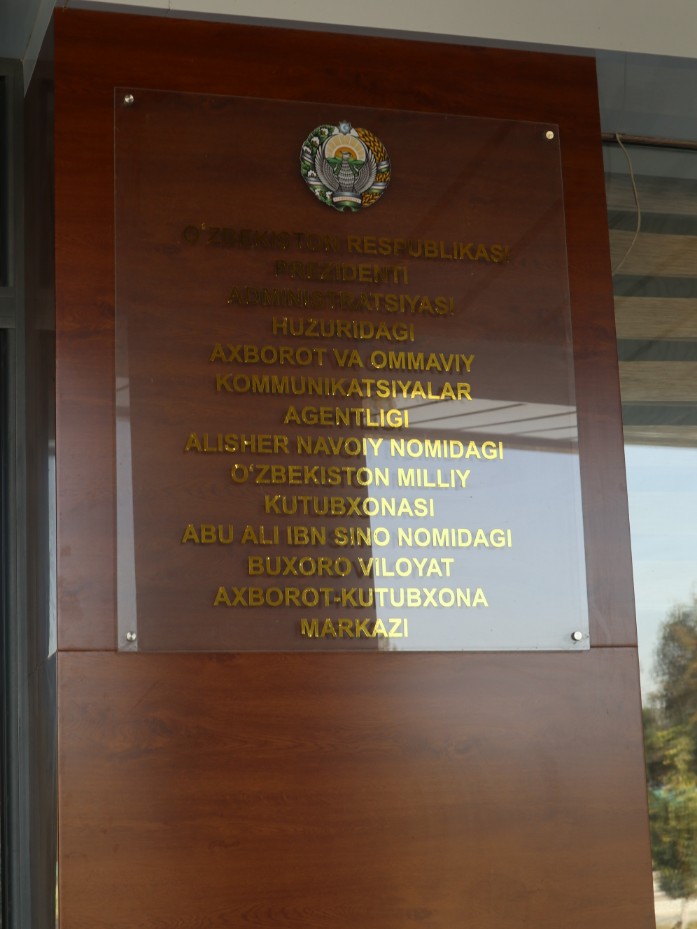 O‘ZBEKISTON RESPUBLIKASI
PREZIDENTI
ADMINISTRATSIYASI
HUZURIDAGI
AXBOROT VA OMMAVIY
KOMMUNIKATSIYALAR
AGENTLIGI
ALISHER NAVOIY NOMIDAGI
O‘ZBEKISTON MILLIY
KUTUBXONASI
ABU ALI IBN SINO NOMIDAGI
BUXORO VILOYAT
AXBOROT-KUTUBXONA
MARKAZI